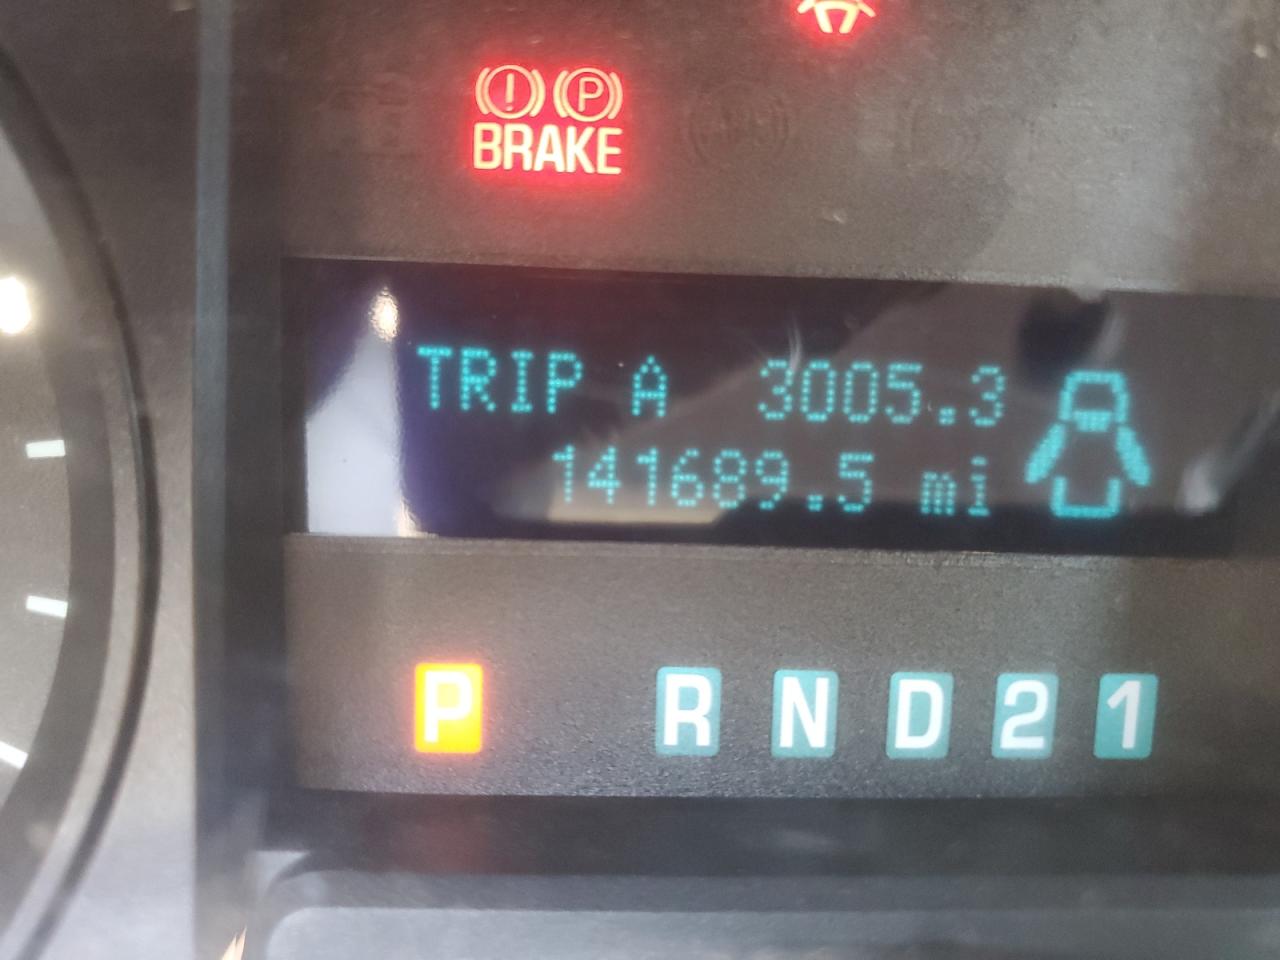 ! P
BRAKE
TRIP A 3005.3
141689.5 mi
P R N D 2 1